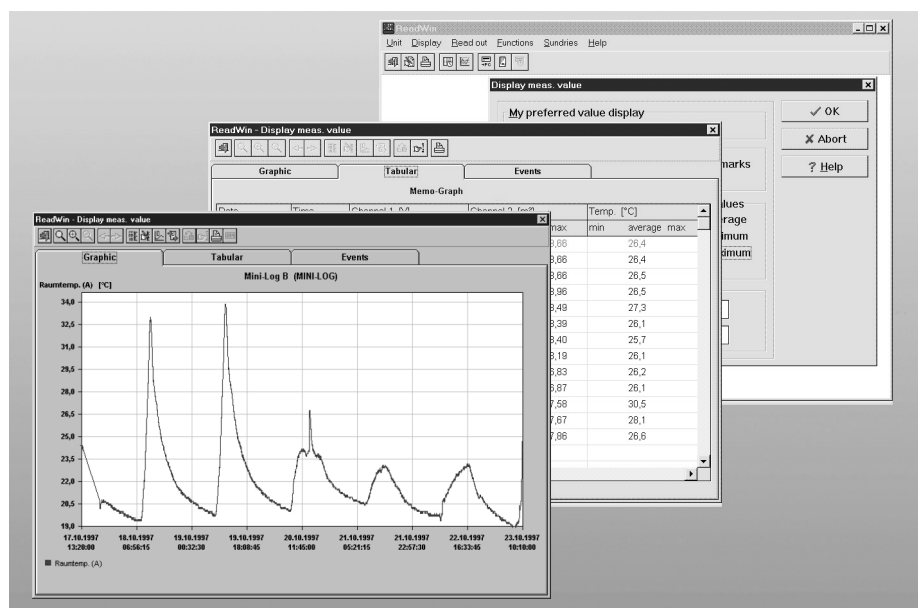 ReadWin
Unit Display Read out Functions Sundries Help
Display meas. value
My preferred value display
OK
Abort
? Help
ReadWin - Display meas. value
Graphic Tabular Events
Memo-Graph
Date Time Channel 1 [V] Temp. [°C]
max min average max
26,4
26,4
26,5
26,5
27,3
26,1
25,7
26,1
26,2
26,1
30,5
28,1
26,6
ReadWin - Display meas. value
Graphic Tabular Events
Mini-Log B (MINI-LOG)
Raumtemp. (A) [°C]
34,0
32,5
31,0
29,5
28,0
26,5
25,0
23,5
22,0
20,5
19,0
17.10.1997 18.10.1997 19.10.1997 19.10.1997 20.10.1997 21.10.1997 21.10.1997 22.10.1997 23.10.1997
13:20:00 06:56:15 00:32:30 18:08:45 11:45:00 05:21:15 22:57:30 16:33:45 10:10:00
Raumtemp. (A)